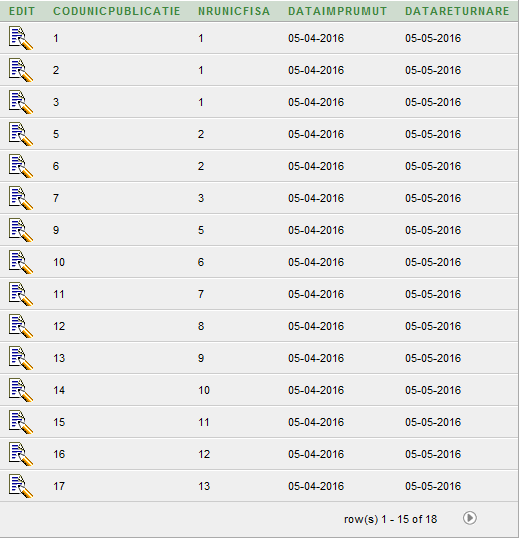 EDIT CODUNICPUBLICATIE NRUNICFISA DATAIMPRUMUT DATARETURNARE
1 1 05-04-2016 05-05-2016
2 1 05-04-2016 05-05-2016
3 1 05-04-2016 05-05-2016
5 2 05-04-2016 05-05-2016
6 2 05-04-2016 05-05-2016
7 3 05-04-2016 05-05-2016
9 5 05-04-2016 05-05-2016
10 6 05-04-2016 05-05-2016
11 7 05-04-2016 05-05-2016
12 8 05-04-2016 05-05-2016
13 9 05-04-2016 05-05-2016
14 10 05-04-2016 05-05-2016
15 11 05-04-2016 05-05-2016
16 12 05-04-2016 05-05-2016
17 13 05-04-2016 05-05-2016
row(s) 1 - 15 of 18